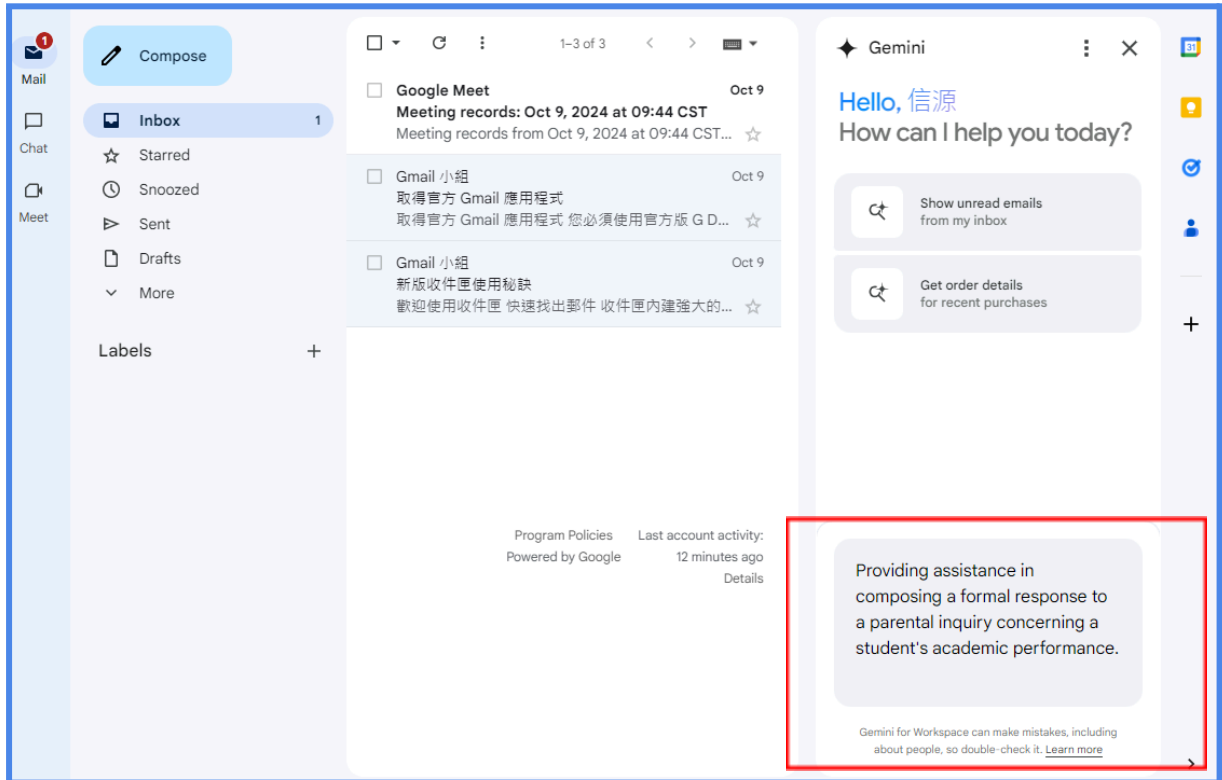 1
Mail
Chat
Meet
Compose
Inbox 1
Starred
Snoozed
Sent
Drafts
More
Labels
1–3 of 3
Google Meet Oct 9
Meeting records: Oct 9, 2024 at 09:44 CST
Meeting records from Oct 9, 2024 at 09:44 CST...
Gmail 小組 Oct 9
取得官方 Gmail 應用程式
取得官方 Gmail 應用程式 您必須使用官方版 G D...
Gmail 小組 Oct 9
新版收件匣使用秘訣
歡迎使用收件匣 快速找出郵件 收件匣內建強大的...
Program Policies
Powered by Google
Last account activity:
12 minutes ago
Details
Gemini
Hello, 信源
How can I help you today?
Show unread emails
from my inbox
Get order details
for recent purchases
Providing assistance in
composing a formal response to
a parental inquiry concerning a
student's academic performance.
Gemini for Workspace can make mistakes, including
about people, so double-check it. Learn more
31